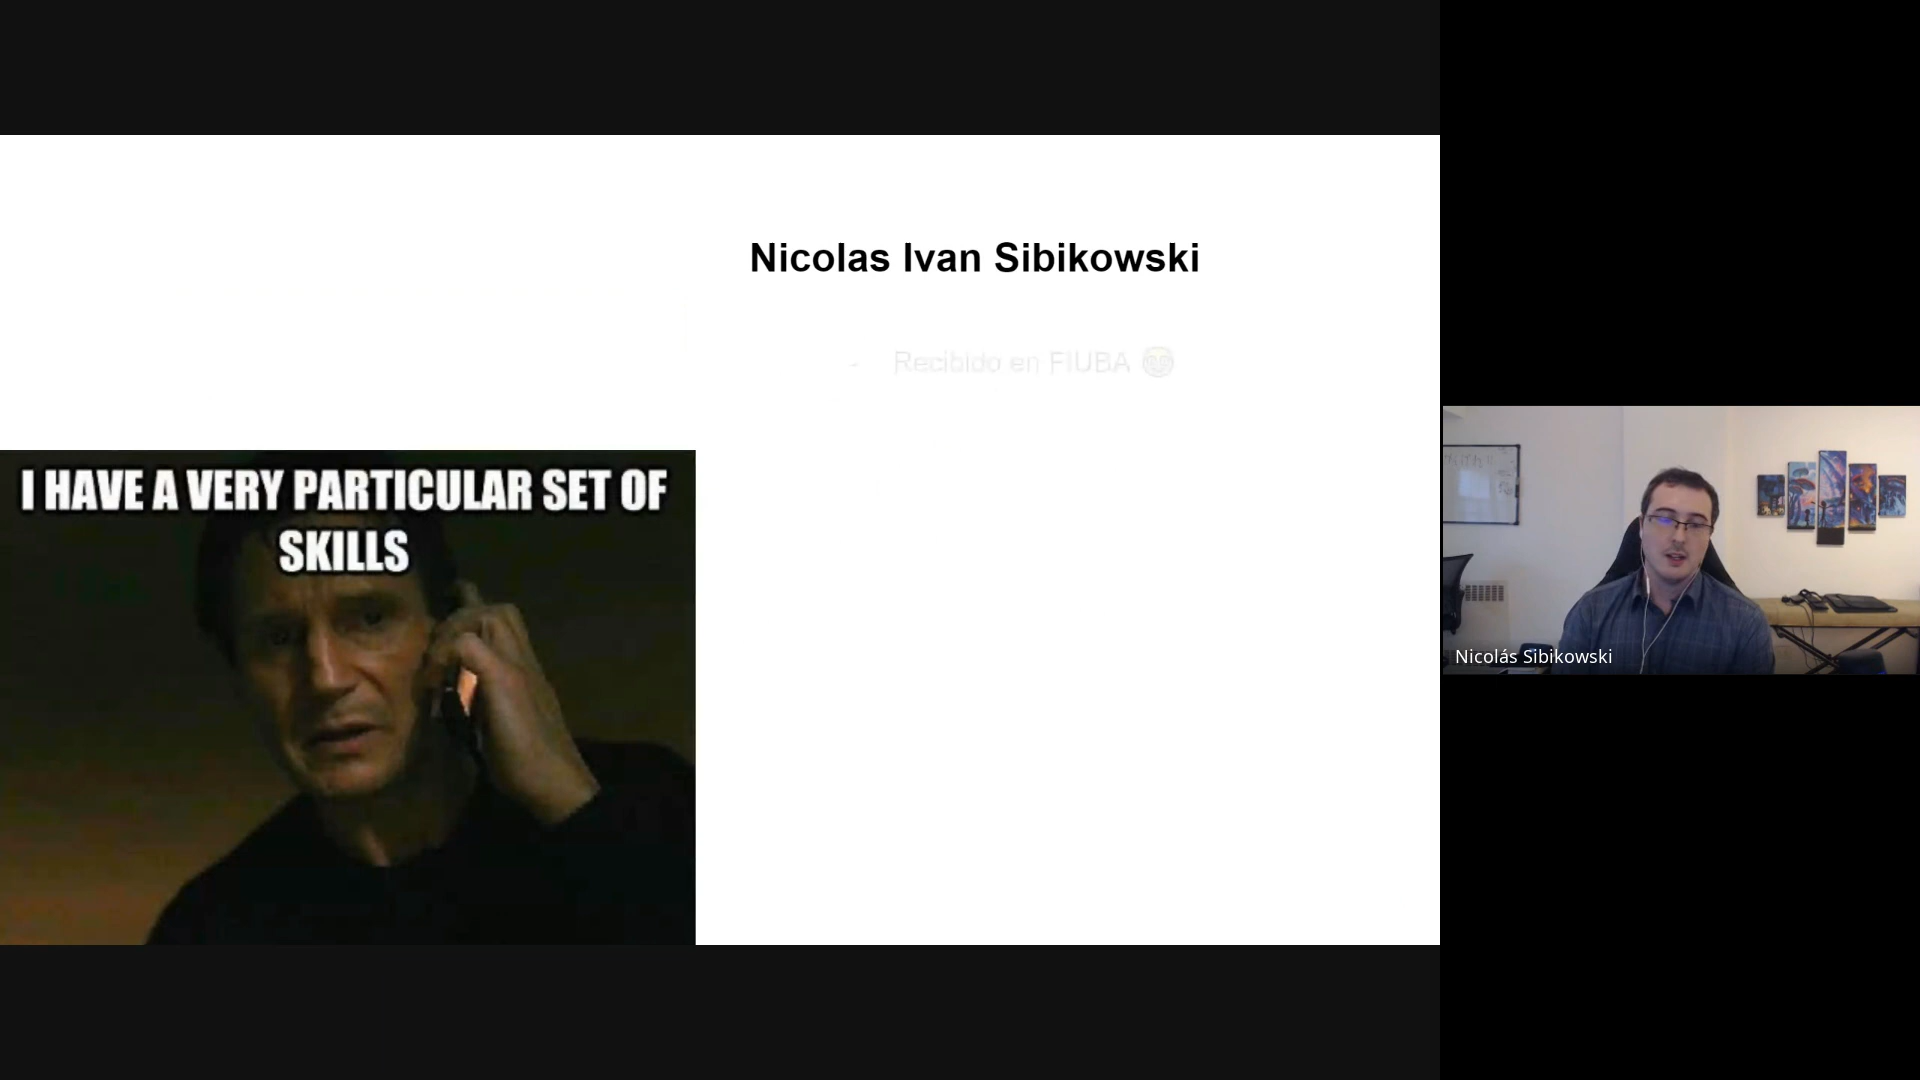 Nicolas Ivan Sibikowski
- Recibido en FIUBA
I HAVE A VERY PARTICULAR SET OF
SKILLS
Nicolás Sibikowski